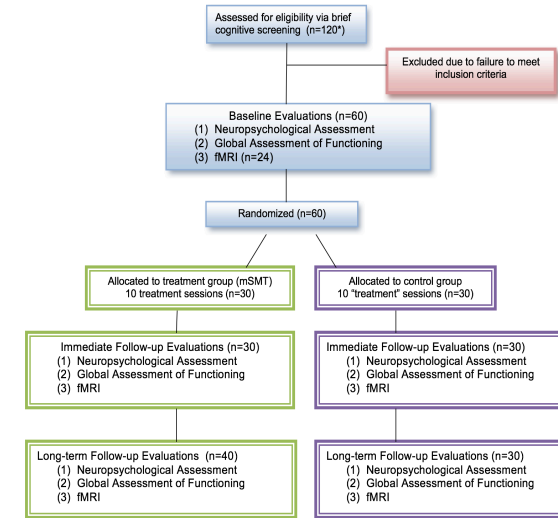 Assessed for eligibility via brief
cognitive screening (n=120*)
Excluded due to failure to meet
inclusion criteria
Baseline Evaluations (n=60)
(1) Neuropsychological Assessment
(2) Global Assessment of Functioning
(3) fMRI (n=24)
Randomized (n=60)
Allocated to treatment group (mSMT)
10 treatment sessions (n=30)
Allocated to control group
10 "treatment" sessions (n=30)
Immediate Follow-up Evaluations (n=30)
(1) Neuropsychological Assessment
(2) Global Assessment of Functioning
(3) fMRI
Immediate Follow-up Evaluations (n=30)
(1) Neuropsychological Assessment
(2) Global Assessment of Functioning
(3) fMRI
Long-term Follow-up Evaluations (n=40)
(1) Neuropsychological Assessment
(2) Global Assessment of Functioning
(3) fMRI
Long-term Follow-up Evaluations (n=30)
(1) Neuropsychological Assessment
(2) Global Assessment of Functioning
(3) fMRI